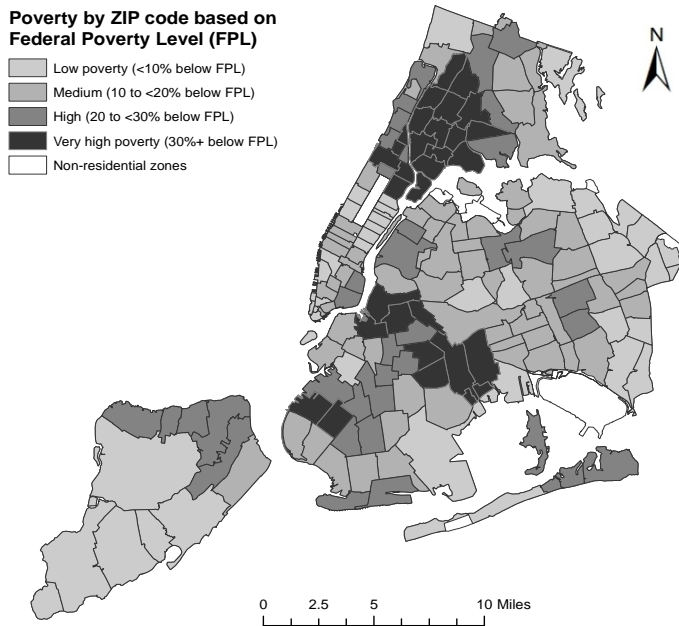 Poverty by ZIP code based on
Federal Poverty Level (FPL)
Low poverty (<10% below FPL)
Medium (10 to <20% below FPL)
High (20 to <30% below FPL)
Very high poverty (30%+ below FPL)
Non-residential zones
N
0 2.5 5 10 Miles